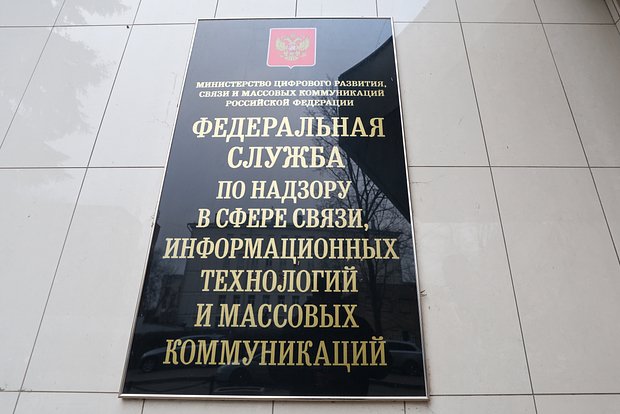 МИНИСТЕРСТВО ЦИФРОВОГО РАЗВИТИЯ,
СВЯЗИ И МАССОВЫХ КОММУНИКАЦИЙ
РОССИЙСКОЙ ФЕДЕРАЦИИ
ФЕДЕРАЛЬНАЯ
СЛУЖБА
ПО НАДЗОРУ
В СФЕРЕ СВЯЗИ,
ИНФОРМАЦИОННЫХ
ТЕХНОЛОГИЙ
И МАССОВЫХ
КОММУНИКАЦИЙ